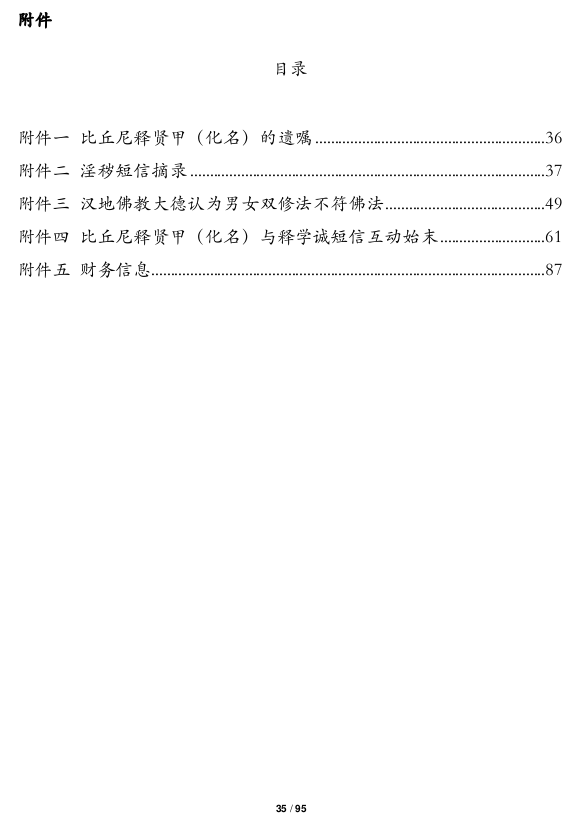 附件
目录
附件一 比丘尼释贤甲（化名）的遗嘱............................................................36
附件二 淫秽短信摘录............................................................................................37
附件三 汉地佛教大德认为男女双修法不符佛法..........................................49
附件四 比丘尼释贤甲（化名）与释学诚短信互动始末...........................61
附件五 财务信息......................................................................................................87
35 / 95